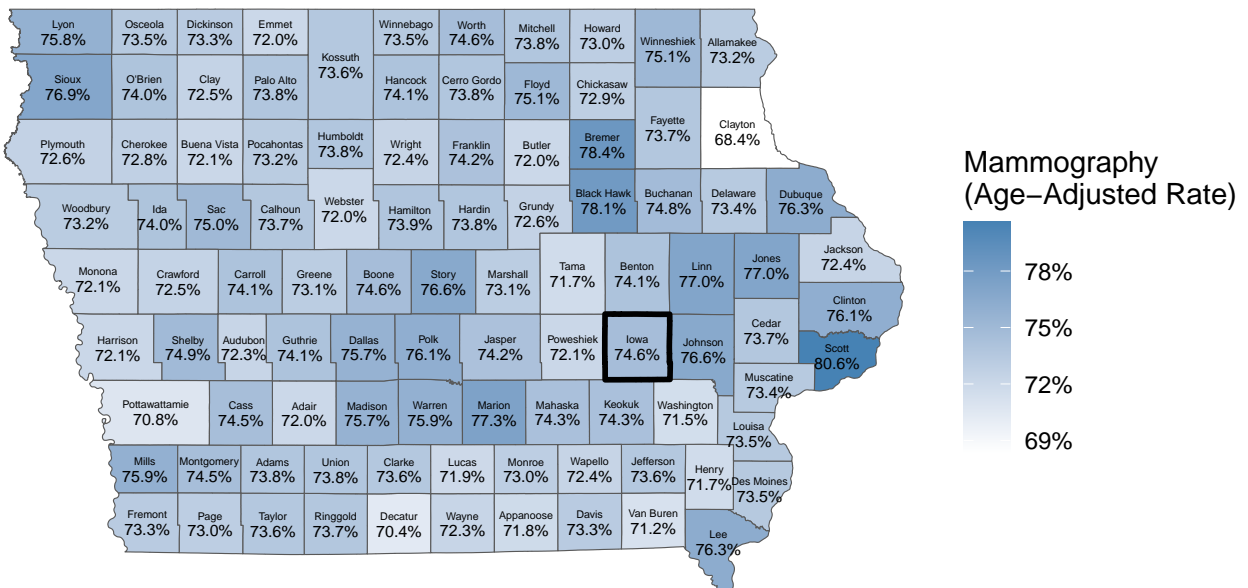 Lyon
75.8%
Osceola
73.5%
Dickinson
73.3%
Emmet
72.0%
Kossuth
73.6%
Winnebago
73.5%
Worth
74.6%
Mitchell
73.8%
Howard
73.0%
Winneshiek
75.1%
Allamakee
73.2%
Sioux
76.9%
O'Brien
74.0%
Clay
72.5%
Palo Alto
73.8%
Hancock
74.1%
Cerro Gordo
73.8%
Floyd
75.1%
Chickasaw
72.9%
Fayette
73.7%
Clayton
68.4%
Plymouth
72.6%
Cherokee
72.8%
Buena Vista
72.1%
Pocahontas
73.2%
Humboldt
73.8%
Wright
72.4%
Franklin
74.2%
Butler
72.0%
Bremer
78.4%
Woodbury
73.2%
Ida
74.0%
Sac
75.0%
Calhoun
73.7%
Webster
72.0%
Hamilton
73.9%
Hardin
73.8%
Grundy
72.6%
Black Hawk
78.1%
Buchanan
74.8%
Delaware
73.4%
Dubuque
76.3%
Monona
72.1%
Crawford
72.5%
Carroll
74.1%
Greene
73.1%
Boone
74.6%
Story
76.6%
Marshall
73.1%
Tama
71.7%
Benton
74.1%
Linn
77.0%
Jones
77.0%
Jackson
72.4%
Clinton
76.1%
Harrison
72.1%
Shelby
74.9%
Audubon
72.3%
Guthrie
74.1%
Dallas
75.7%
Polk
76.1%
Jasper
74.2%
Poweshiek
72.1%
Iowa
74.6%
Johnson
76.6%
Cedar
73.7%
Scott
80.6%
Muscatine
73.4%
Pottawattamie
70.8%
Cass
74.5%
Adair
72.0%
Madison
75.7%
Warren
75.9%
Marion
77.3%
Mahaska
74.3%
Keokuk
74.3%
Washington
71.5%
Louisa
73.5%
Mills
75.9%
Montgomery
74.5%
Adams
73.8%
Union
73.8%
Clarke
73.6%
Lucas
71.9%
Monroe
73.0%
Wapello
72.4%
Jefferson
73.6%
Henry
71.7%
Des Moines
73.5%
Fremont
73.3%
Page
73.0%
Taylor
73.6%
Ringgold
73.7%
Decatur
70.4%
Wayne
72.3%
Appanoose
71.8%
Davis
73.3%
Van Buren
71.2%
Lee
76.3%
Mammography
(Age−Adjusted Rate)
78%
75%
72%
69%